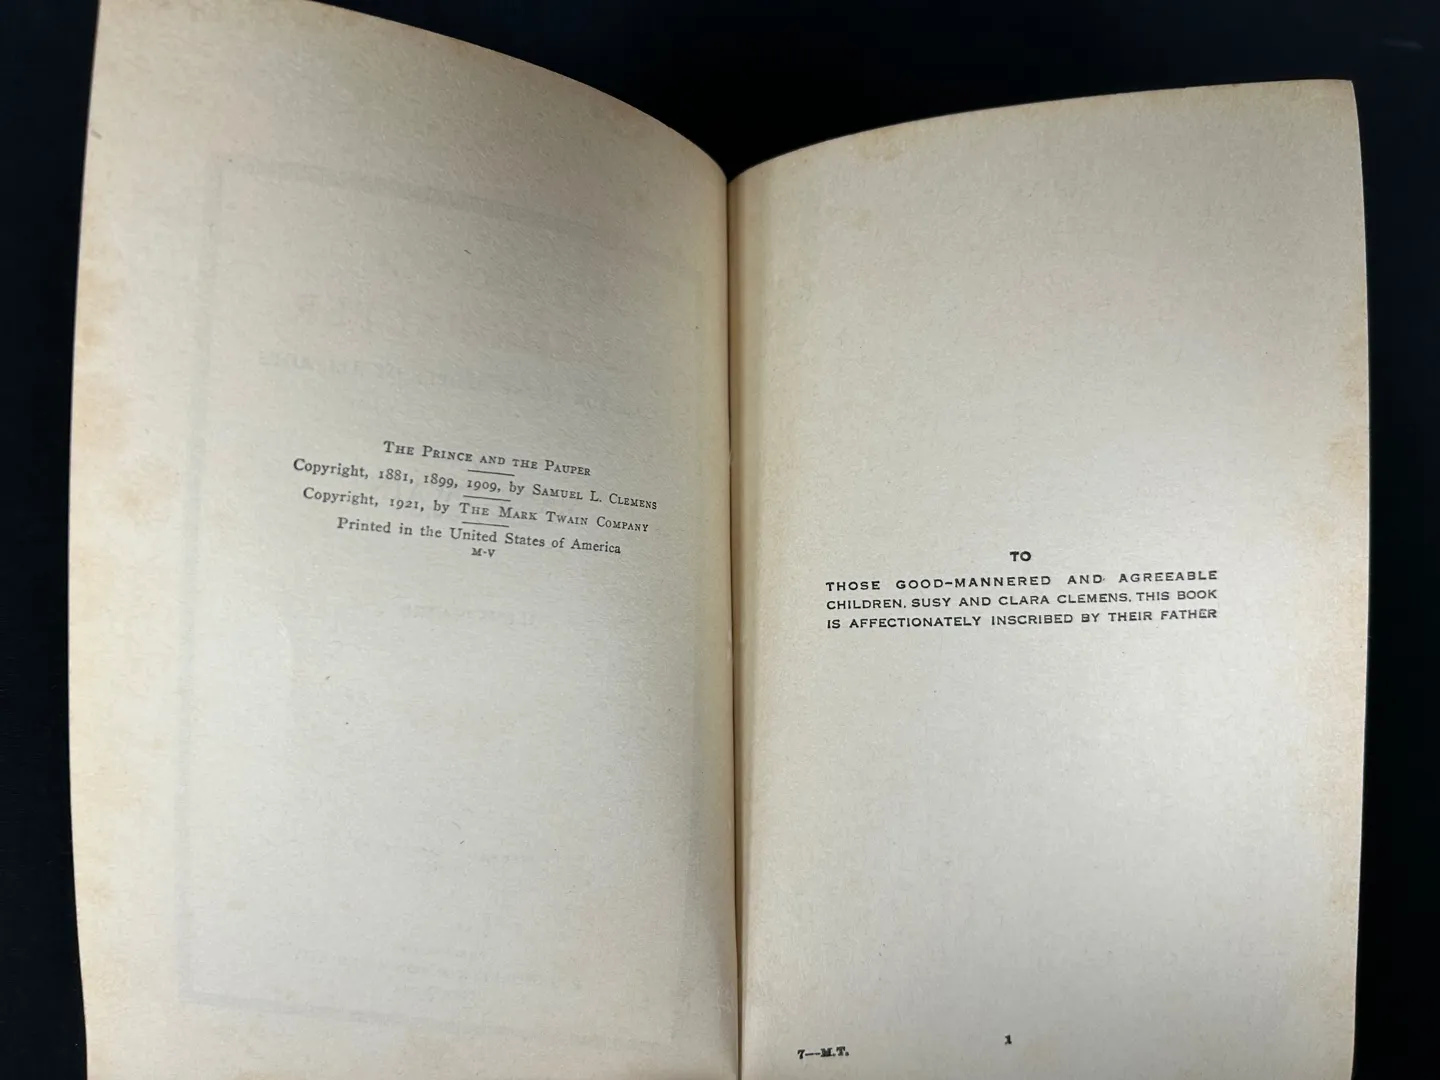 The Prince and the Pauper
Copyright, 1881, 1899, 1909, by Samuel L. Clemens
Copyright, 1921, by The Mark Twain Company
Printed in the United States of America
M-V
TO
THOSE GOOD-MANNERED AND AGREEABLE
CHILDREN, SUSY AND CLARA CLEMENS, THIS BOOK
IS AFFECTIONATELY INSCRIBED BY THEIR FATHER
7—M.T.
1